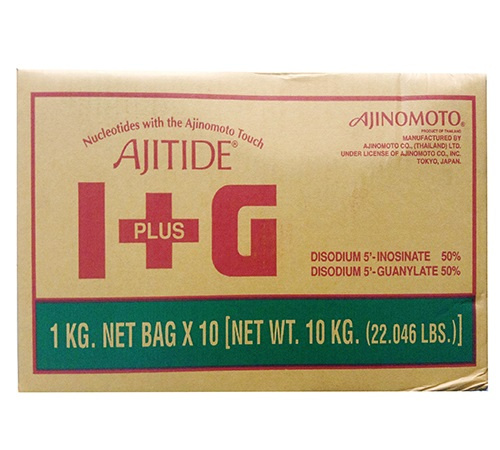 Nucleotides with the Ajinomoto Touch
AJITIDE®
I+G
PLUS
AJINOMOTO®
PRODUCT OF THAILAND
MANUFACTURED BY
AJINOMOTO CO., (THAILAND) LTD.
UNDER LICENSE OF AJINOMOTO CO., INC.
TOKYO, JAPAN.
DISODIUM 5'-INOSINATE 50%
DISODIUM 5'-GUANYLATE 50%
1 KG. NET BAG X 10 [NET WT. 10 KG. (22.046 LBS.)]